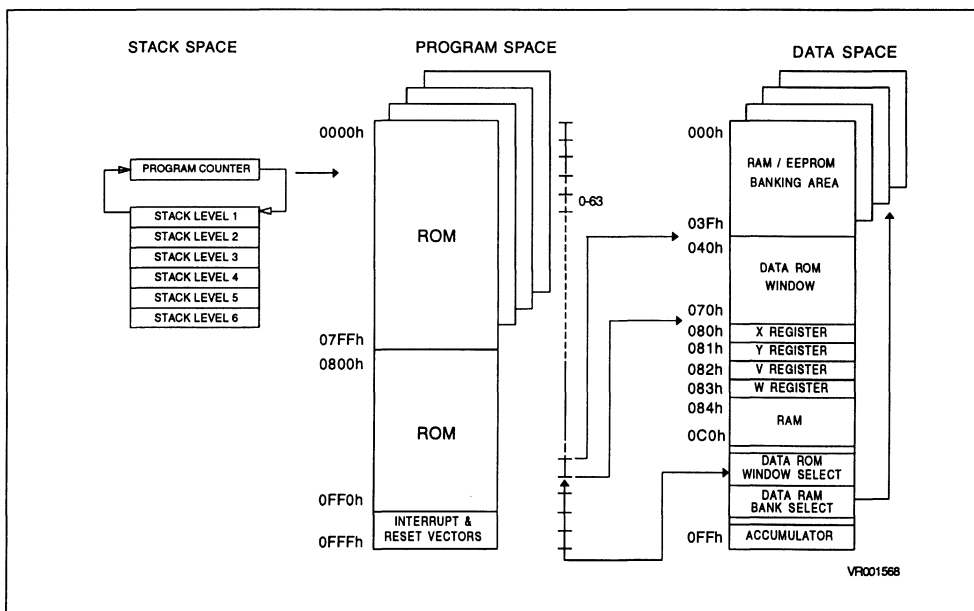 STACK SPACE
PROGRAM COUNTER
STACK LEVEL 1
STACK LEVEL 2
STACK LEVEL 3
STACK LEVEL 4
STACK LEVEL 5
STACK LEVEL 6
PROGRAM SPACE
0000h
ROM
07FFh
0800h
ROM
0FF0h
INTERRUPT &
RESET VECTORS
0FFFh
0-63
DATA SPACE
000h
RAM / EEPROM
BANKING AREA
03Fh
040h
DATA ROM
WINDOW
070h
080h
X REGISTER
081h
Y REGISTER
082h
V REGISTER
083h
W REGISTER
084h
RAM
0C0h
DATA ROM
WINDOW SELECT
DATA RAM
BANK SELECT
0FFh
ACCUMULATOR
VR001568